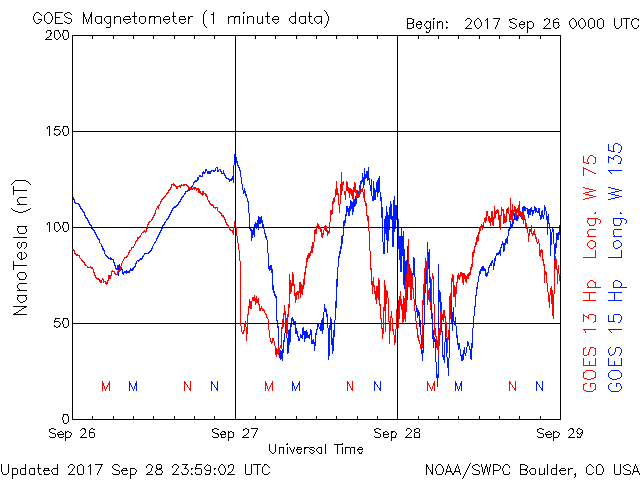 GOES Magnetometer (1 minute data)
Begin: 2017 Sep 26 0000 UTC
200
150
100
50
0
NanoTesla (nT)
M M N N M M N N M M N N
Sep 26 Sep 27 Sep 28 Sep 29
Universal Time
GOES 13 Hp Long. W 75
GOES 15 Hp Long. W 135
Updated 2017 Sep 28 23:59:02 UTC
NOAA/SWPC Boulder, CO USA